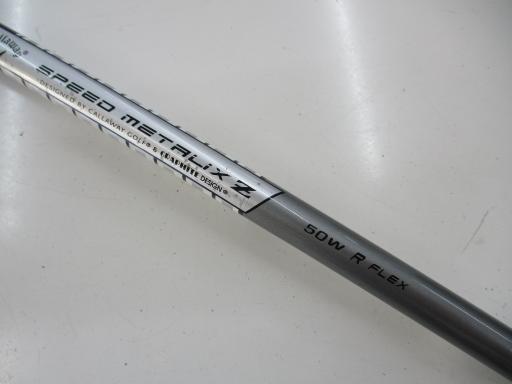 SPEED METALiX Z
DESIGNED BY CALLAWAY GOLF® & GRAPHITE DESIGN®
50W R FLEX